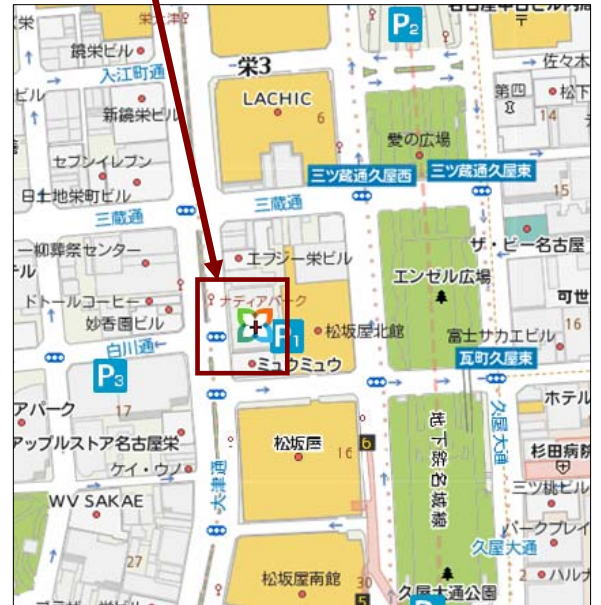 P2
〒
栄3
鏡栄ビル
入江町通
佐々木
ビル
LACHIC
第四
松下
新鏡栄ビル
6
14
愛の広場
セブンイレブン
三ツ蔵通久屋西
三ツ蔵通久屋東
15
日土地栄町ビル
三蔵通
三蔵通
一柳葬祭センター
エフジー栄ビル
ザ・ビー名古屋
テル
エンゼル広場
ナディアパーク
可世
ドトールコーヒー
16
妙香園ビル
P1
松坂屋北館
富士サカエビル
白川通
ミュウミュウ
瓦町久屋東
P3
アパーク
17
ホテル
久屋大通
アップルストア名古屋栄
松坂屋
16
6
地下鉄名城線
杉田病院
ケイ・ウノ
大津通
三ツ桃ビル
WV SAKAE
パークプレイ
久屋大通
27
松坂屋南館
30
2
ハルナ
5
久屋大通公園